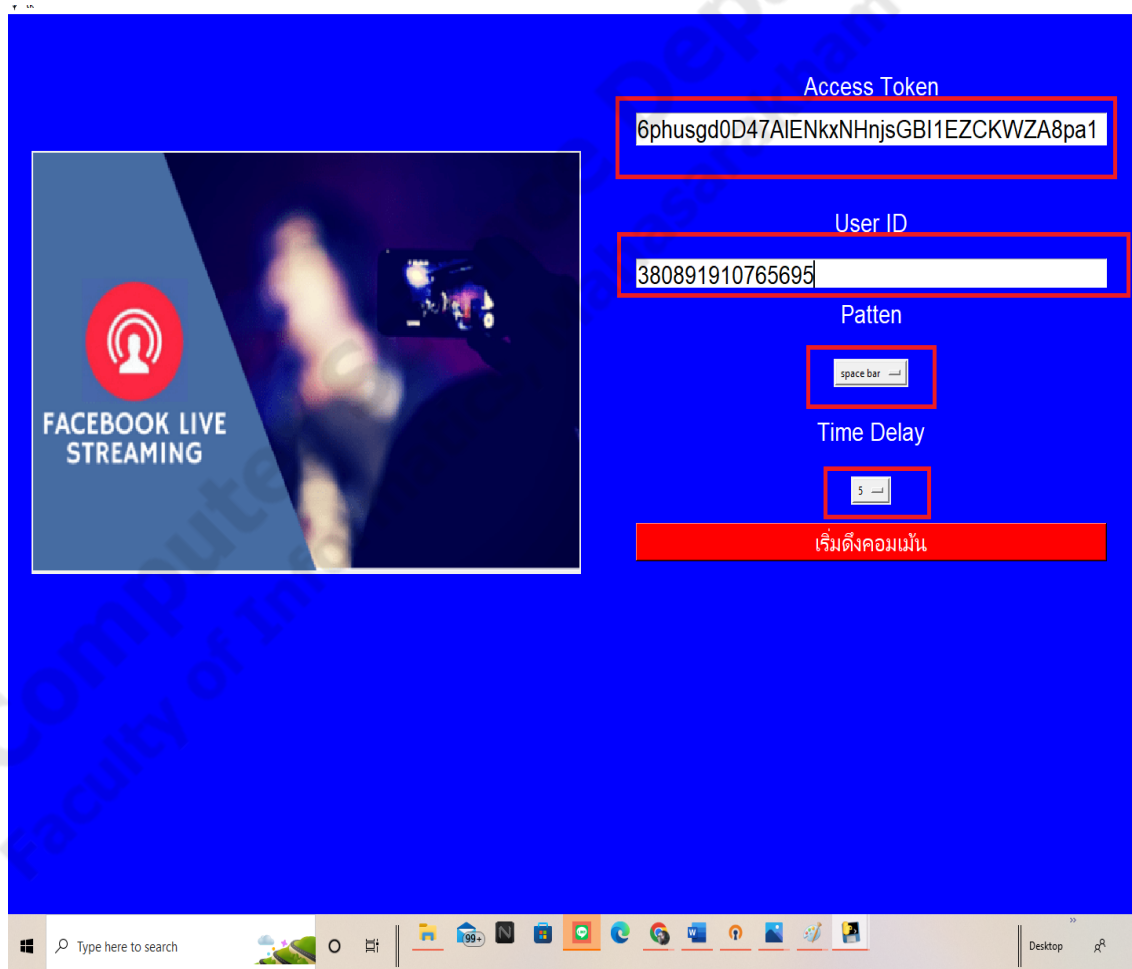 Access Token
6phusgd0D47AlENkxNHnjsGBI1EZCKWZA8pa1
User ID
380891910765695
Patten
space bar
Time Delay
5
เริ่มดึงคอมเม้น
FACEBOOK LIVE
STREAMING
Type here to search
99+
Desktop